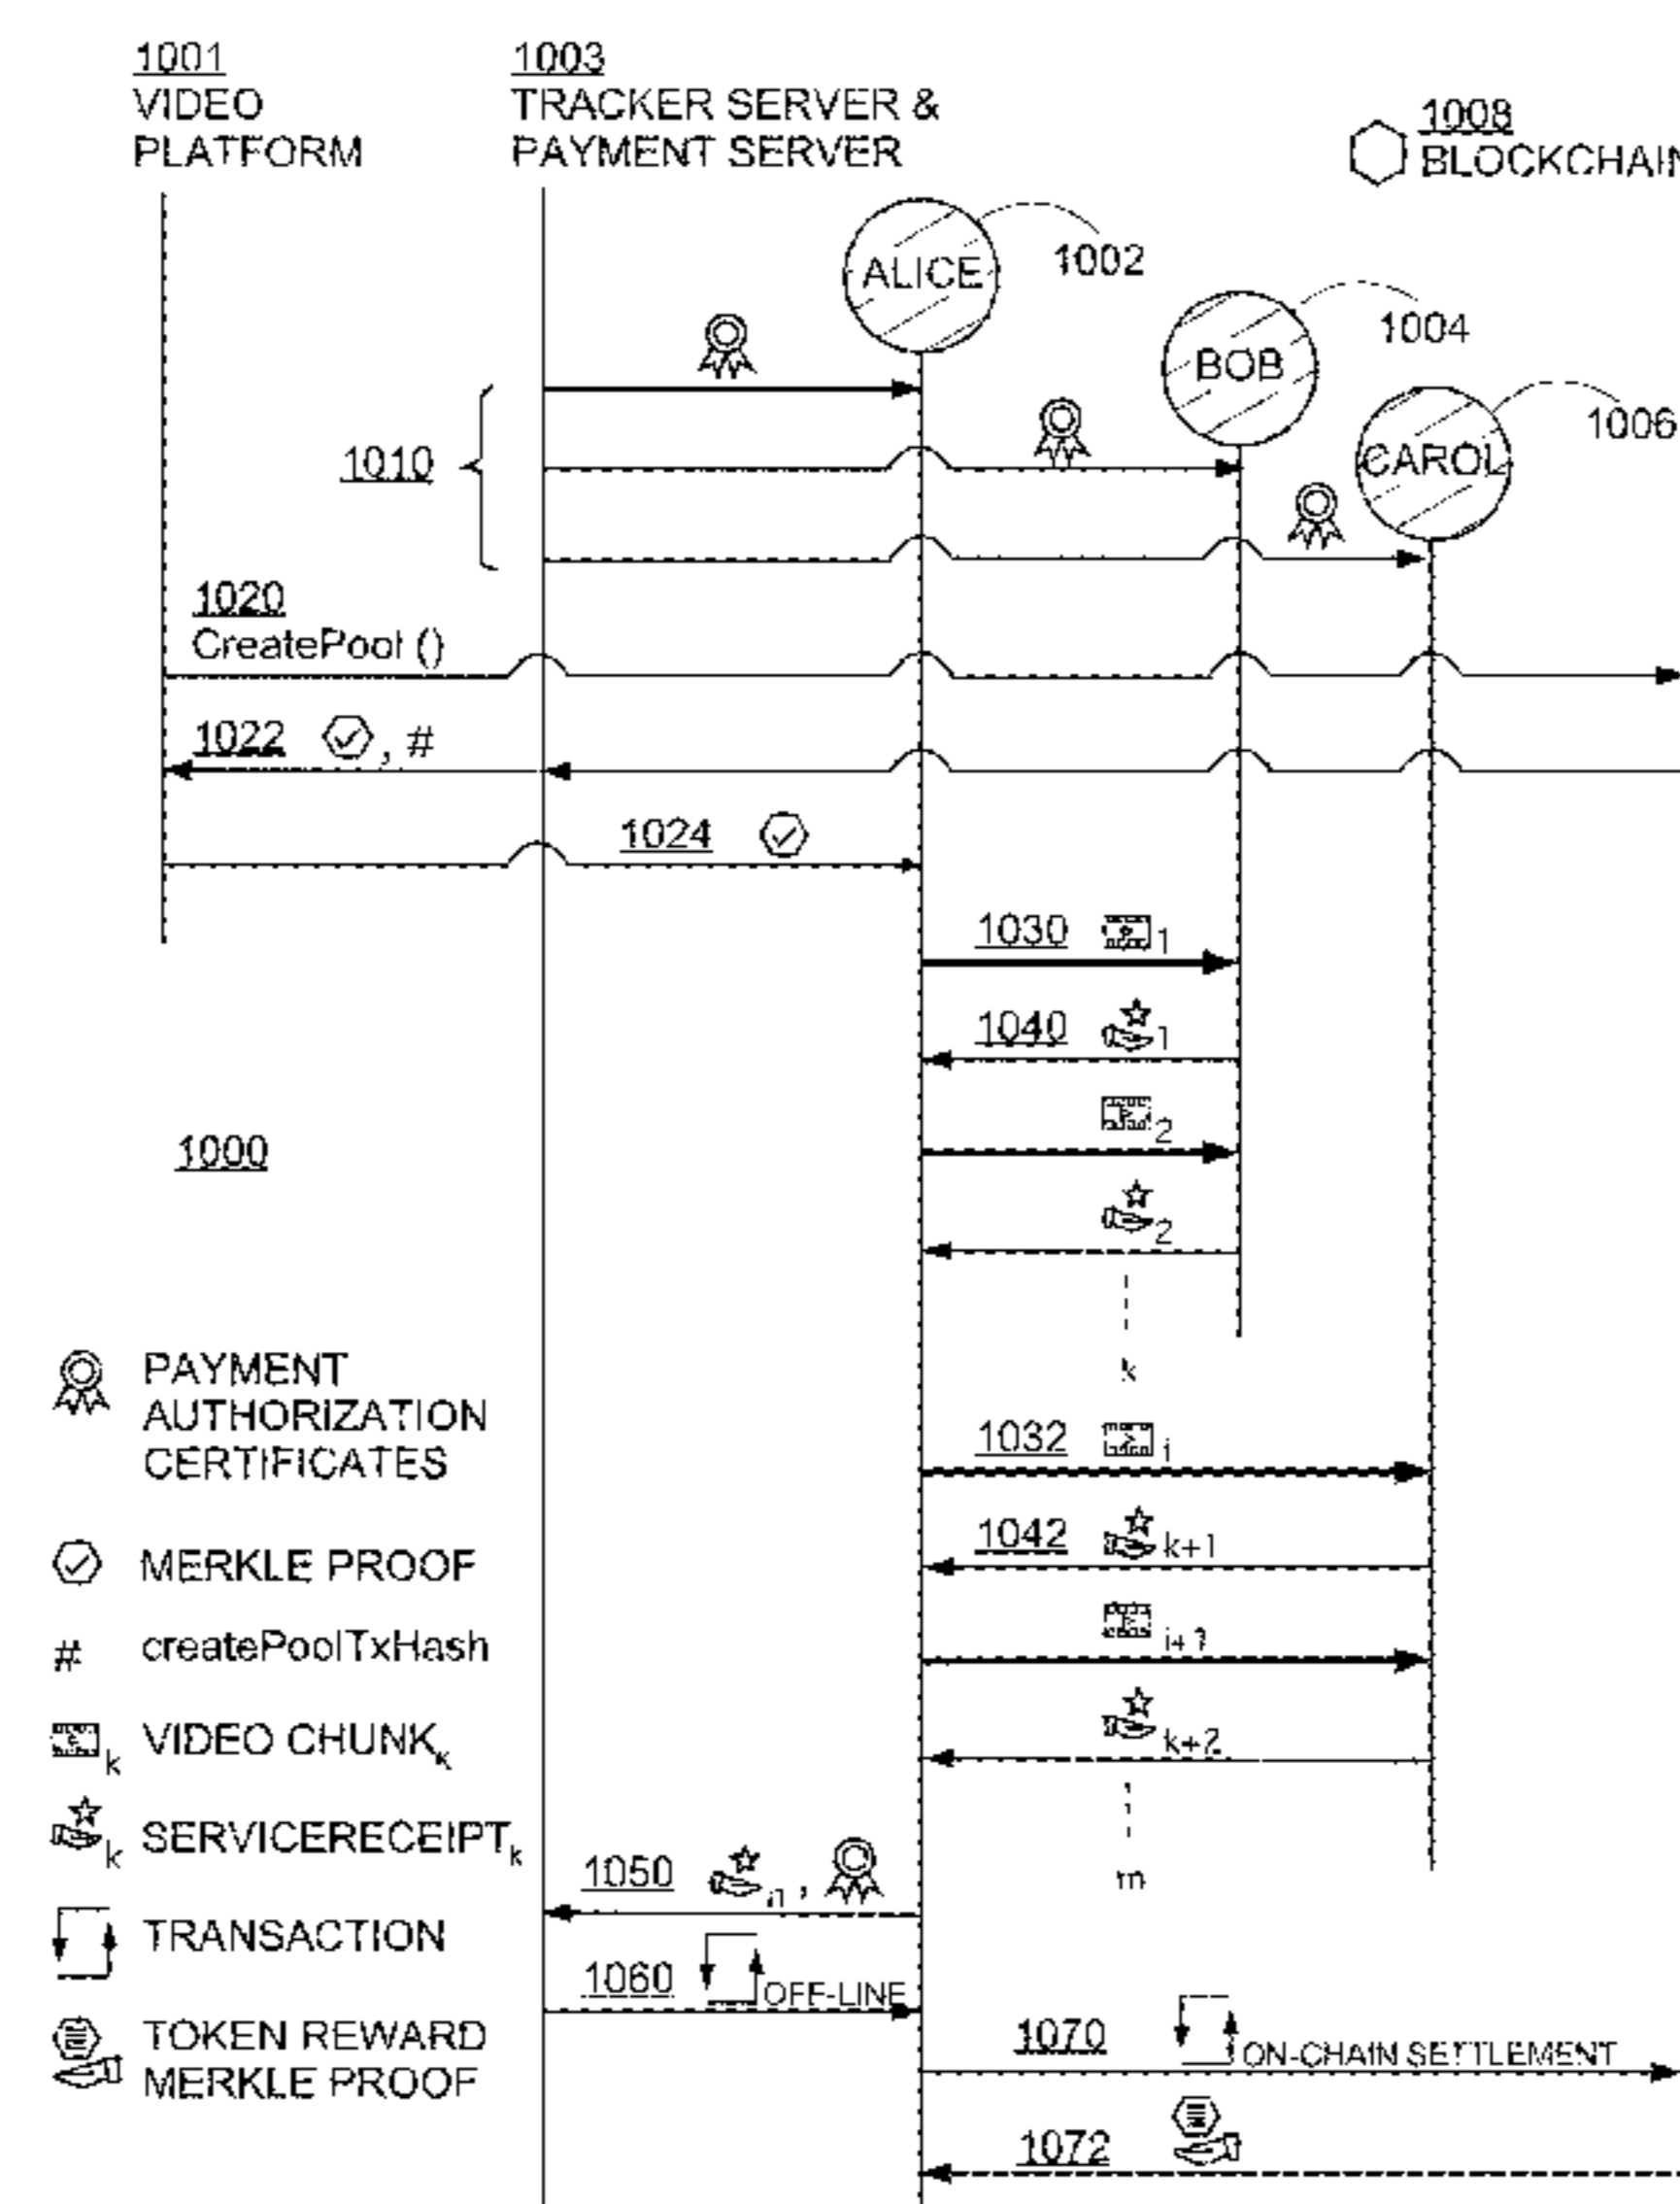 1001
VIDEO
PLATFORM
1003
TRACKER SERVER &
PAYMENT SERVER
1008
BLOCKCHAIN
ALICE
1002
BOB
1004
CAROL
1006
1010
1020
CreatePool ()
1022 , #
1024
1030 1
1040 1
2
2
k
1000
1032 i
1042 k+1
i+1
k+2
m
PAYMENT
AUTHORIZATION
CERTIFICATES
MERKLE PROOF
# createPoolTxHash
k VIDEO CHUNKK
k SERVICERECEIPTk
TRANSACTION
TOKEN REWARD
MERKLE PROOF
1050 ,
1060 OFF-LINE
1070 ON-CHAIN SETTLEMENT
1072